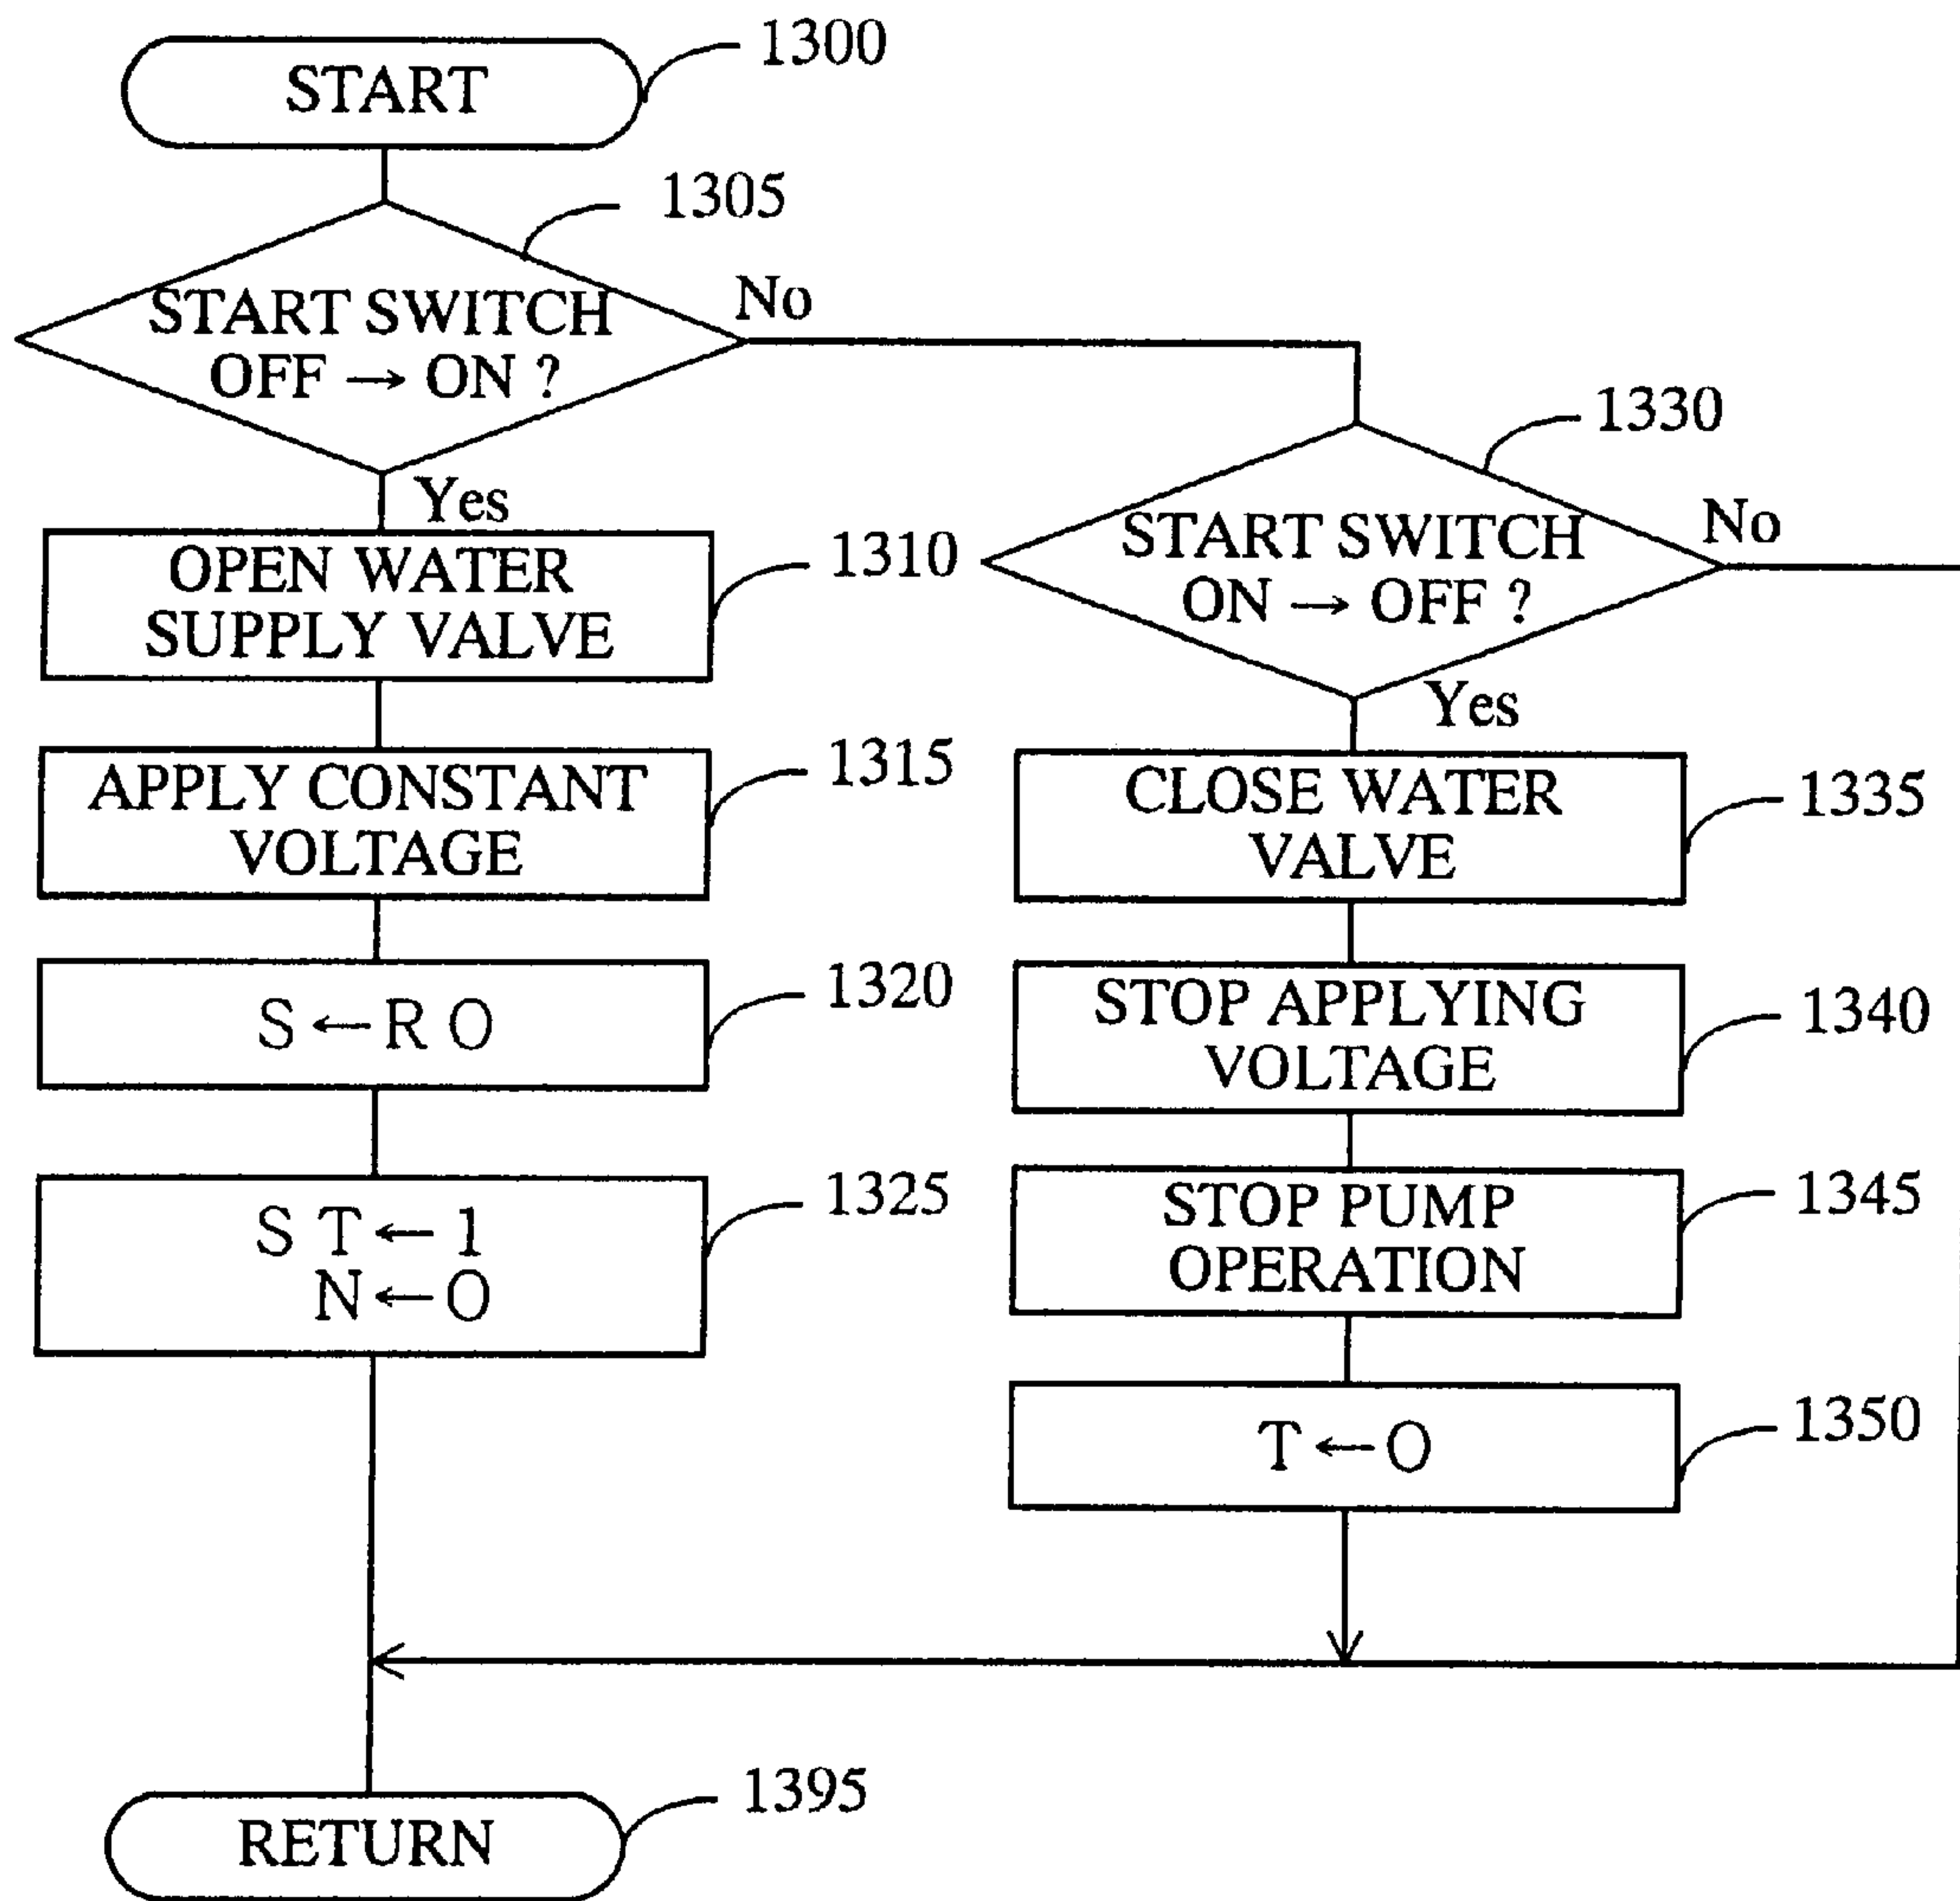 START
1300
1305
START SWITCH
OFF → ON ?
No
Yes
OPEN WATER
SUPPLY VALVE
1310
APPLY CONSTANT
VOLTAGE
1315
S ← R O
1320
S T ← 1
N ← O
1325
1330
START SWITCH
ON → OFF ?
No
Yes
CLOSE WATER
VALVE
1335
STOP APPLYING
VOLTAGE
1340
STOP PUMP
OPERATION
1345
T ← O
1350
RETURN
1395